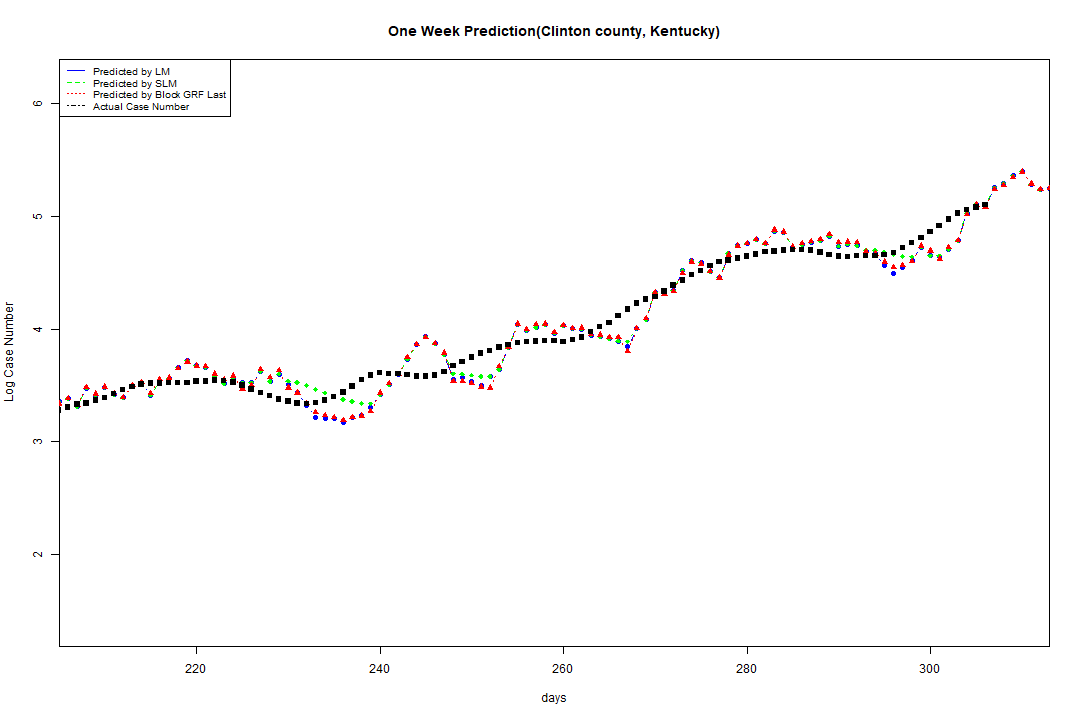 One Week Prediction(Clinton county, Kentucky)
Predicted by LM
Predicted by SLM
Predicted by Block GRF Last
Actual Case Number
6
5
4
3
2
Log Case Number
220 240 260 280 300
days